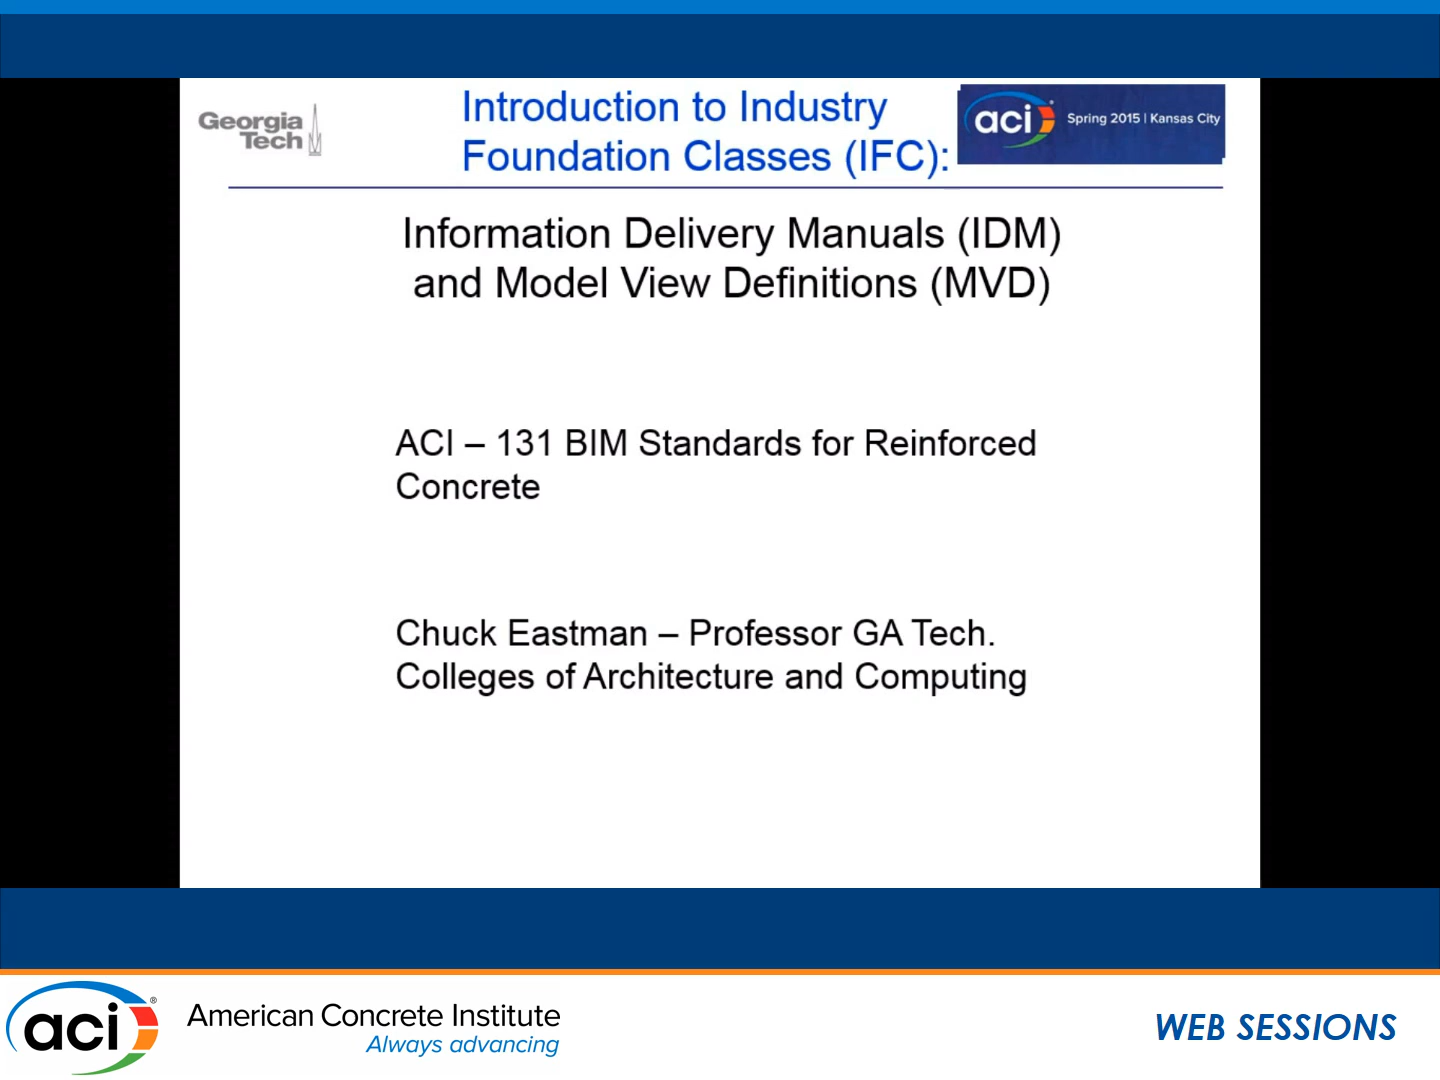 Georgia
Tech
Introduction to Industry
Foundation Classes (IFC):
aci Spring 2015 | Kansas City
Information Delivery Manuals (IDM)
and Model View Definitions (MVD)
ACI – 131 BIM Standards for Reinforced
Concrete
Chuck Eastman – Professor GA Tech.
Colleges of Architecture and Computing
aci® American Concrete Institute
Always advancing
WEB SESSIONS